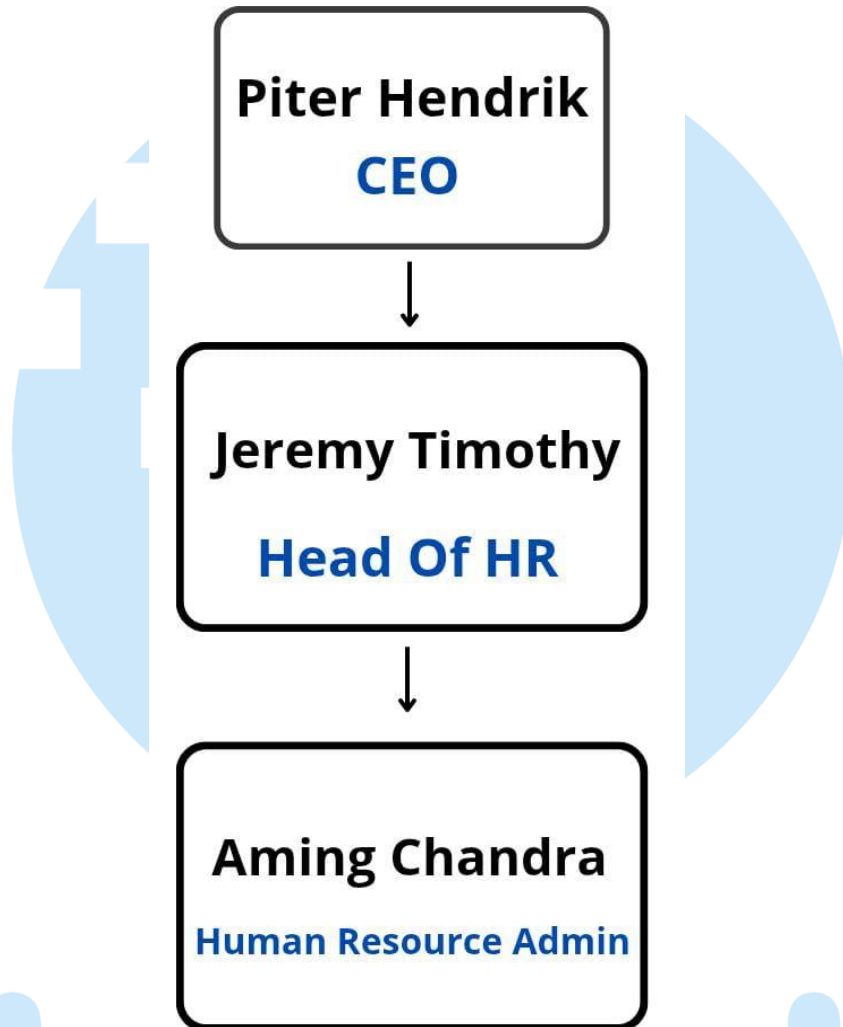 Piter Hendrik
CEO
Jeremy Timothy
Head Of HR
Aming Chandra
Human Resource Admin